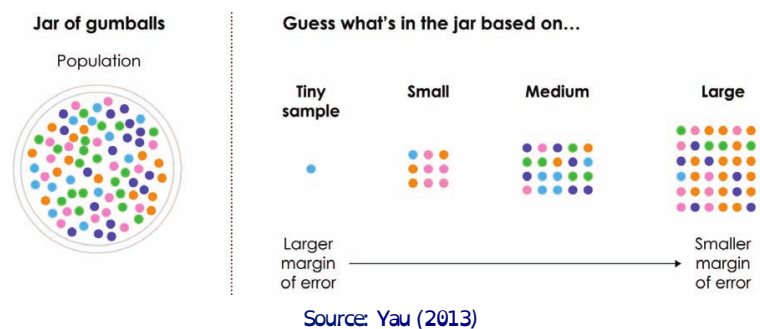 Jar of gumballs
Population
Guess what's in the jar based on...
Tiny
sample
Small
Medium
Large
Larger
margin
of error
Smaller
margin
of error
Source: Yau (2013)